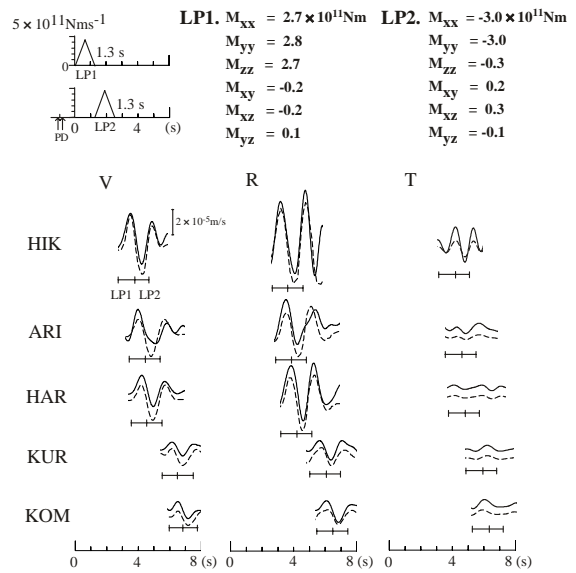 5 × 10¹¹Nms⁻¹
0
1.3 s
LP1
1.3 s
LP2
PD
0 4 (s)
LP1. Mxx = 2.7 × 10¹¹Nm
Myy = 2.8
Mzz = 2.7
Mxy = -0.2
Mxz = -0.2
Myz = 0.1
LP2. Mxx = -3.0 × 10¹¹Nm
Myy = -3.0
Mzz = -0.3
Mxy = 0.2
Mxz = 0.3
Myz = -0.1
V R T
2 × 10⁻⁵m/s
HIK
LP1 LP2
ARI
HAR
KUR
KOM
0 4 8 (s) 0 4 8 (s) 0 4 8 (s)